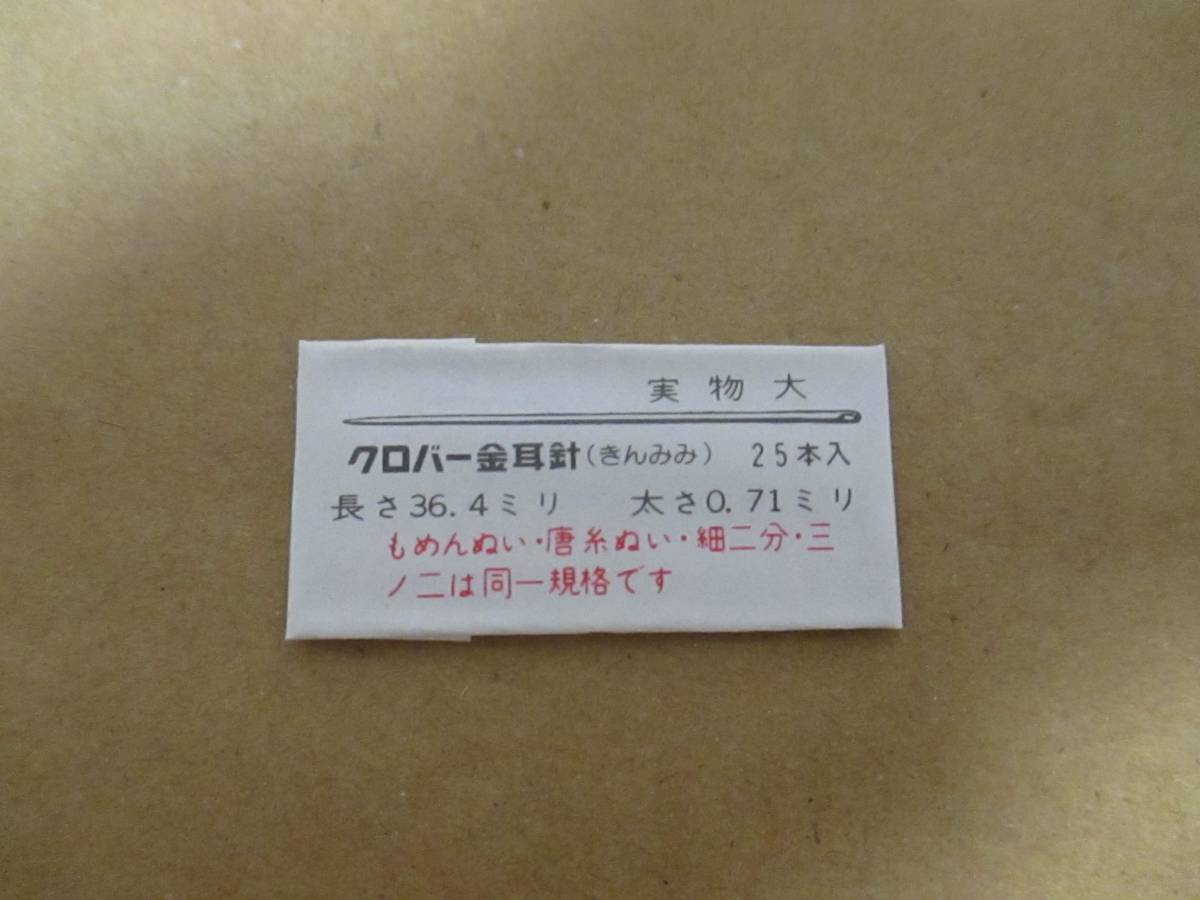 実物大
クロバー金耳針(きんみみ) 25本入
長さ36.4ミリ 太さ0.71ミリ
もめんぬい・唐糸ぬい・細二分・三
ノ二は同一規格です